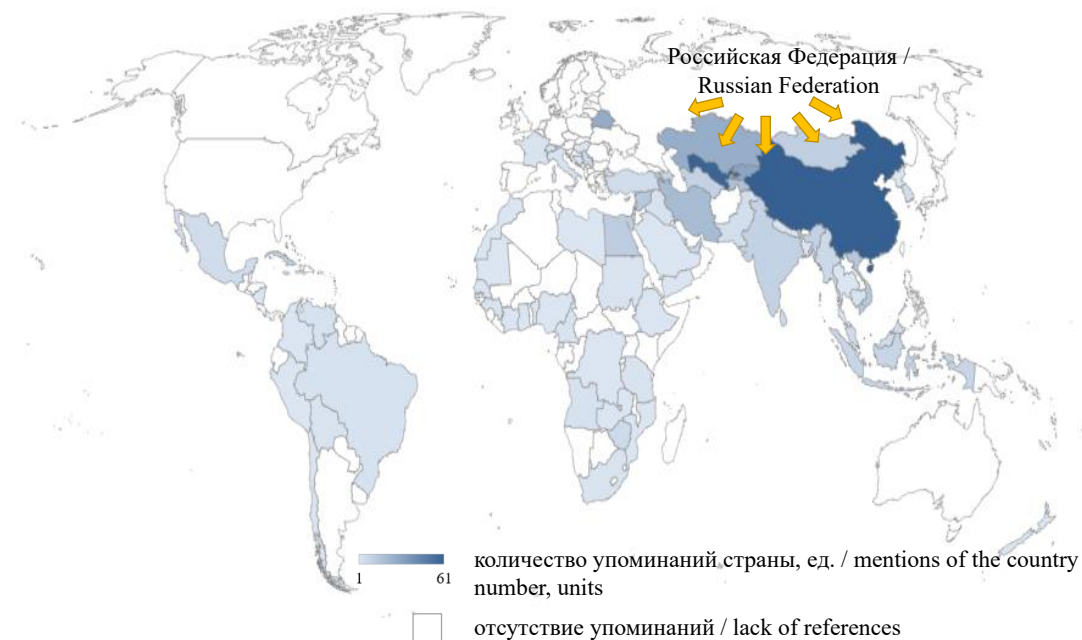 Российская Федерация /
Russian Federation
количество упоминаний страны, ед. / mentions of the country
1 61
number, units
отсутствие упоминаний / lack of references